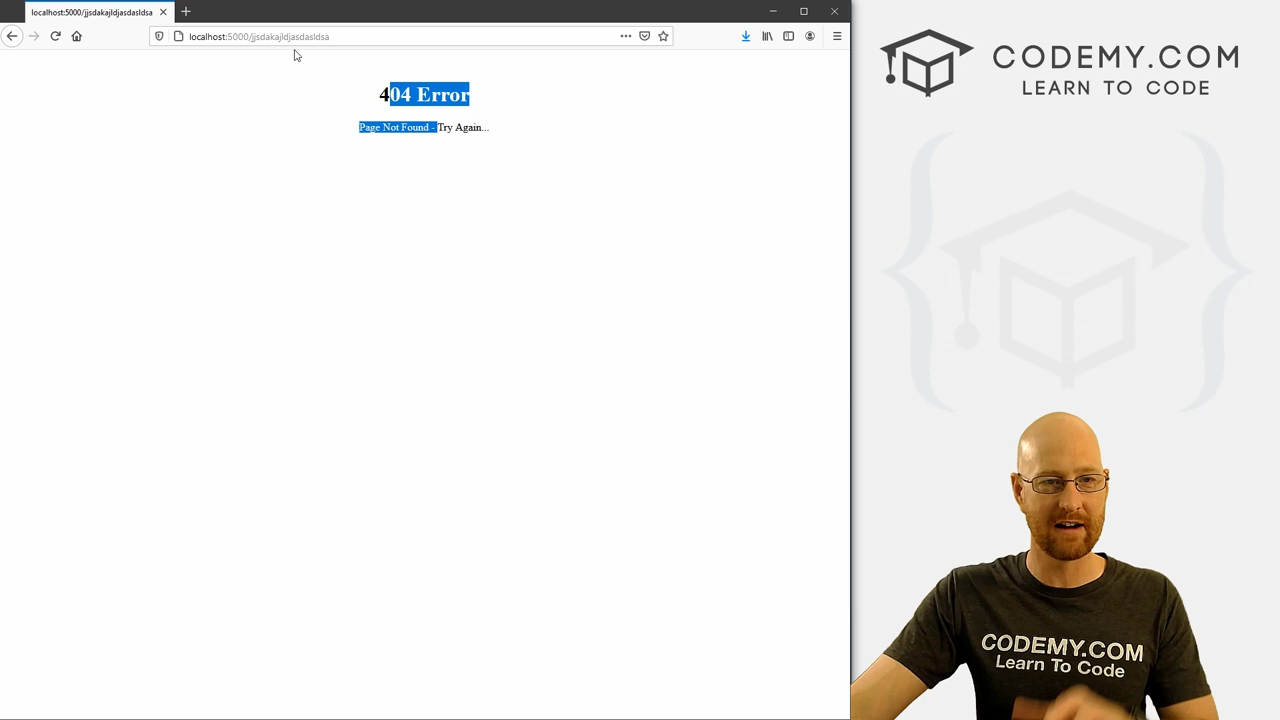 localhost:5000/jjsdakajldjasdasldsa
localhost:5000/jjsdakajldjasdasldsa
404 Error
Page Not Found - Try Again...
CODEMY.COM
LEARN TO CODE
CODEMY.COM
Learn To Code